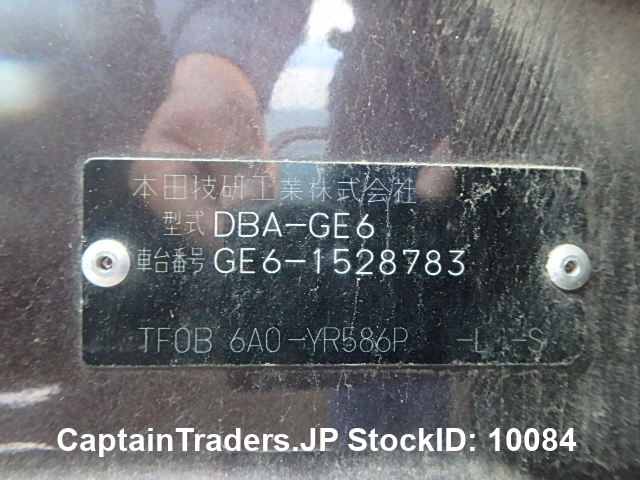 本田技研工業株式会社
型式 DBA-GE6
車台番号 GE6-1528783
TF0B 6A0-YR586P -L -S
CaptainTraders.JP StockID: 10084